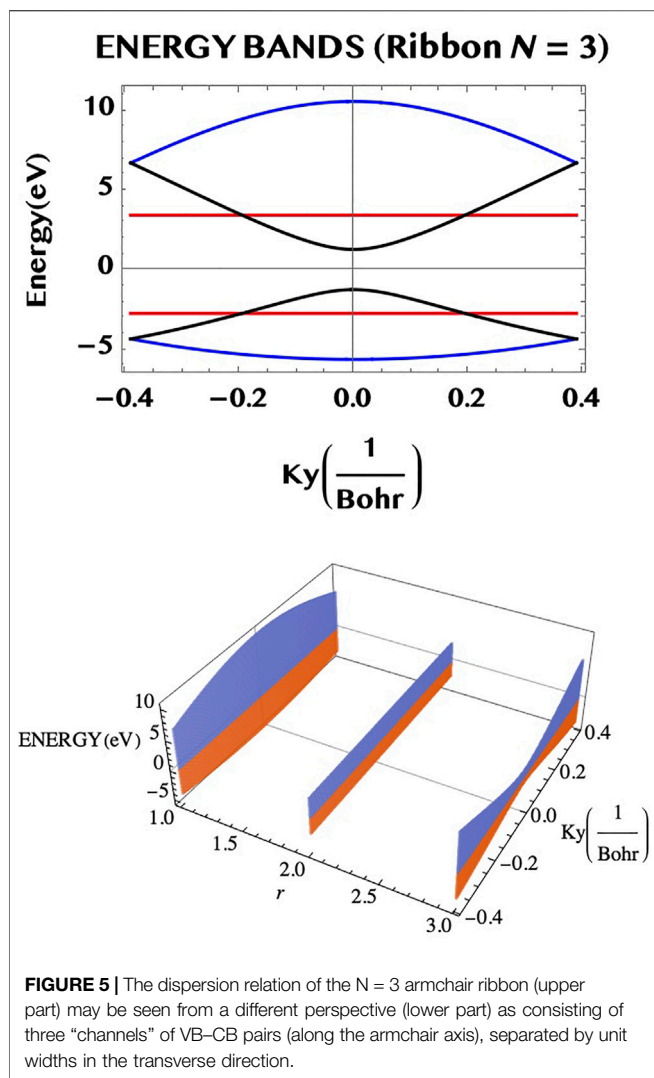 ENERGY BANDS (Ribbon N = 3)
Energy(eV)
10
5
0
−5
−0.4 −0.2 0.0 0.2 0.4
Ky(1/Bohr)
10
5
0
−5
ENERGY(eV)
1.0 1.5 2.0 2.5 3.0
r
0.4
0.2
0.0
−0.2
−0.4
Ky(1/Bohr)
FIGURE 5 | The dispersion relation of the N = 3 armchair ribbon (upper
part) may be seen from a different perspective (lower part) as consisting of
three “channels” of VB–CB pairs (along the armchair axis), separated by unit
widths in the transverse direction.